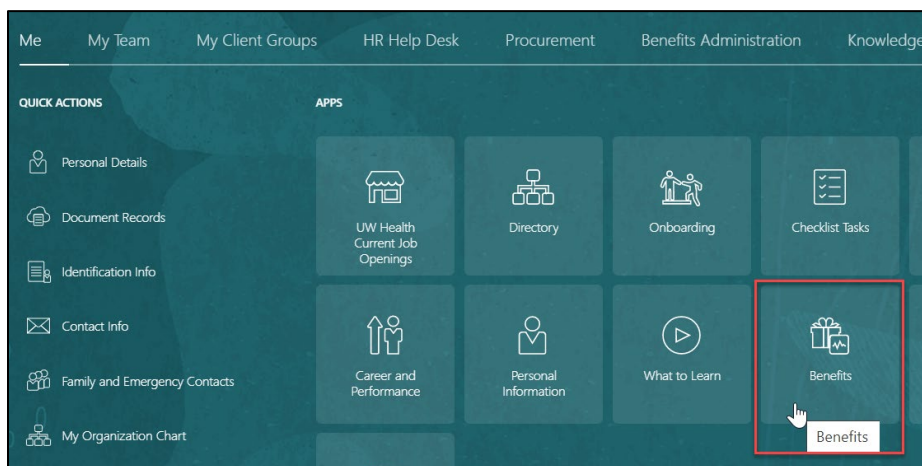 Me
My Team
My Client Groups
HR Help Desk
Procurement
Benefits Administration
Knowledge
QUICK ACTIONS
Personal Details
Document Records
Identification Info
Contact Info
Family and Emergency Contacts
My Organization Chart
APPS
UW Health
Current Job
Openings
Directory
Onboarding
Checklist Tasks
Career and
Performance
Personal
Information
What to Learn
Benefits
Benefits